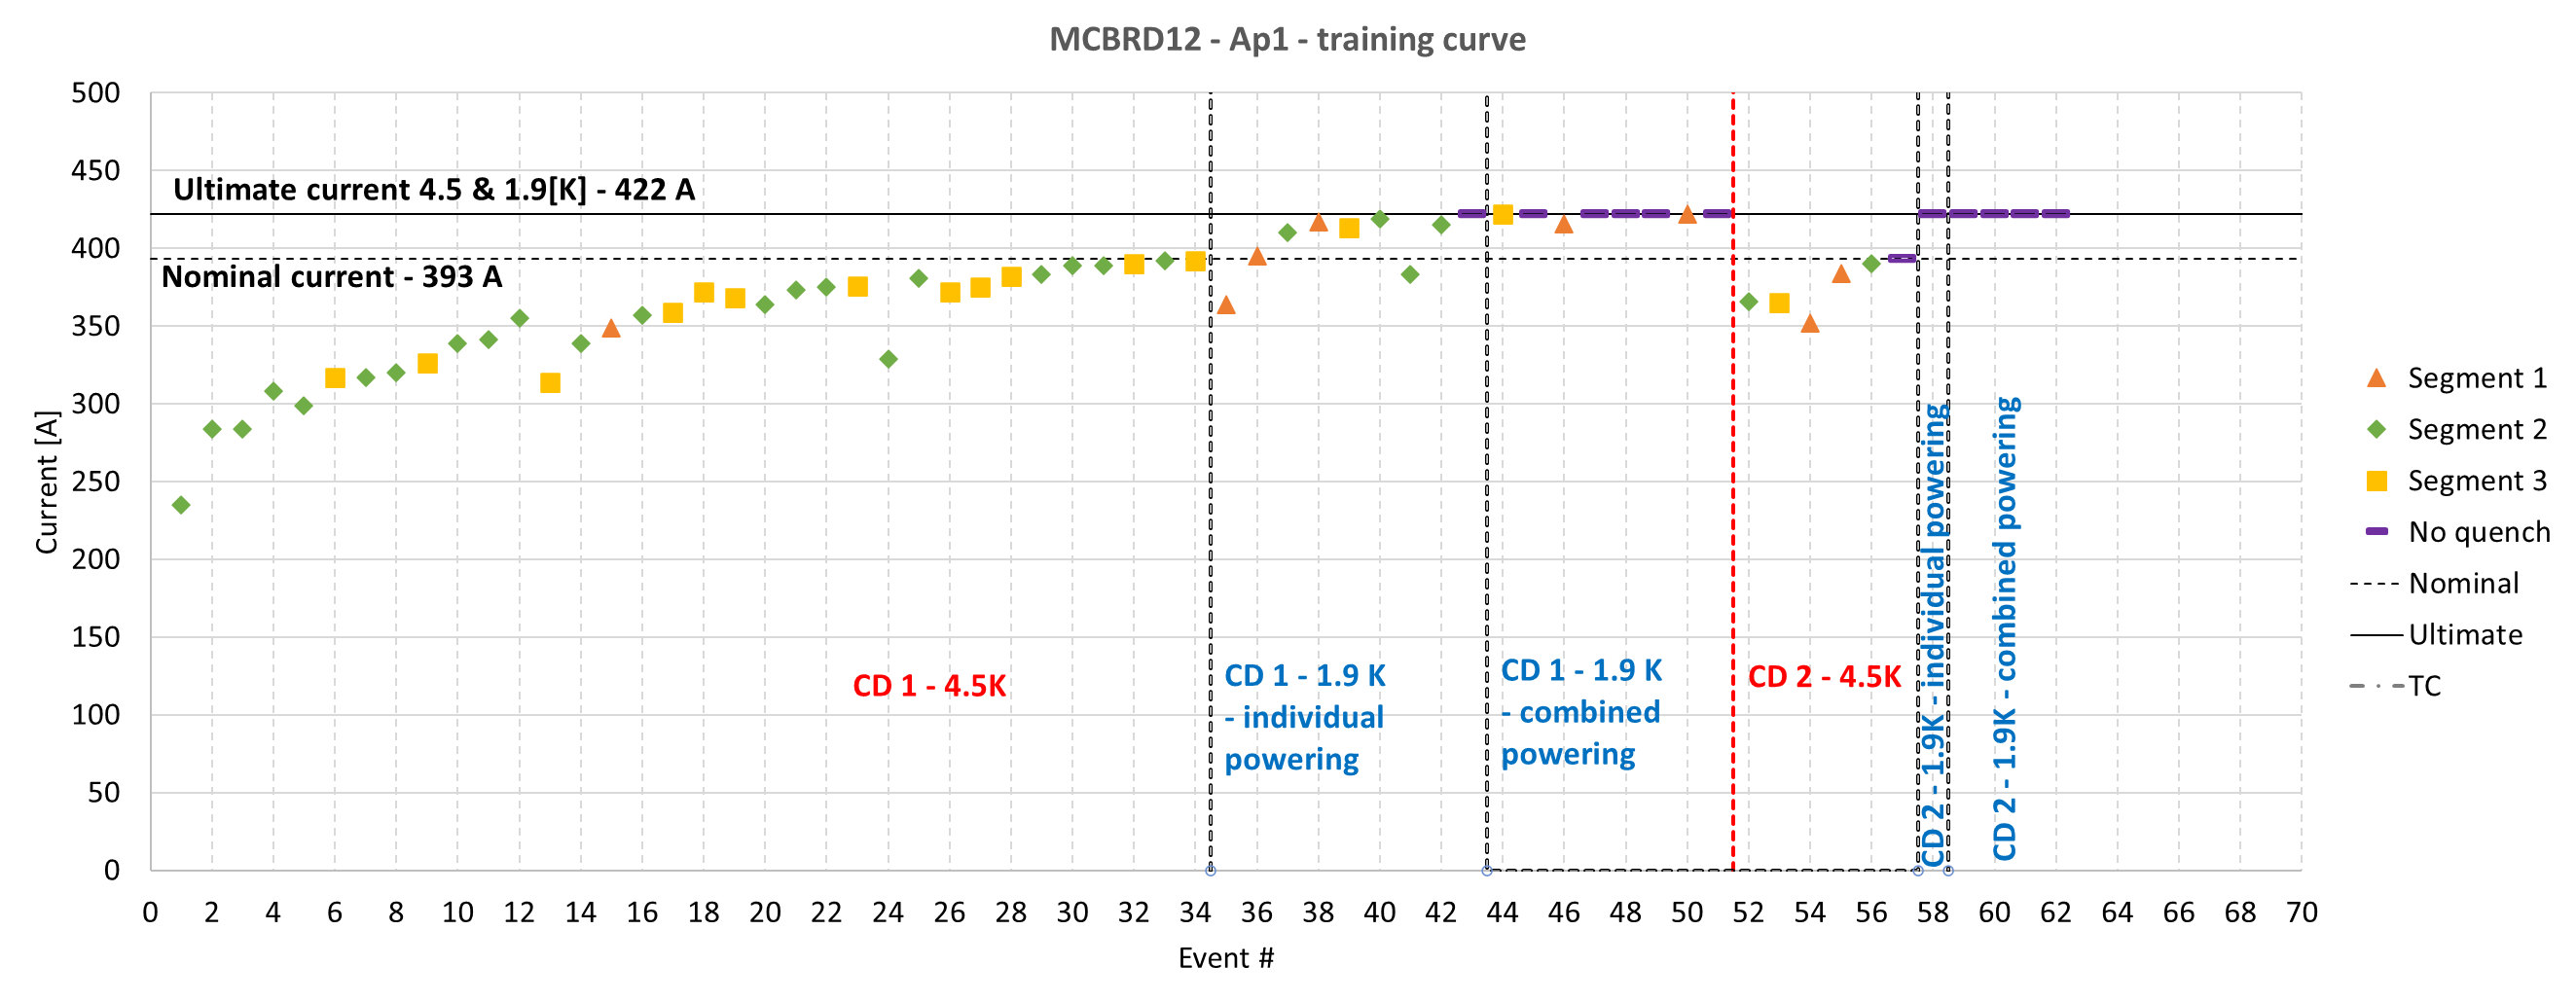 MCBRD12 - Ap1 - training curve
500
450
400
350
300
250
200
150
100
50
0
Current [A]
Ultimate current 4.5 & 1.9[K] - 422 A
Nominal current - 393 A
CD 1 - 4.5K
CD 1 - 1.9 K
- individual
powering
CD 1 - 1.9 K
- combined
powering
CD 2 - 4.5K
CD 2 - 1.9K - individual powering
CD 2 - 1.9K - combined powering
Segment 1
Segment 2
Segment 3
No quench
Nominal
Ultimate
TC
0 2 4 6 8 10 12 14 16 18 20 22 24 26 28 30 32 34 36 38 40 42 44 46 48 50 52 54 56 58 60 62 64 66 68 70
Event #